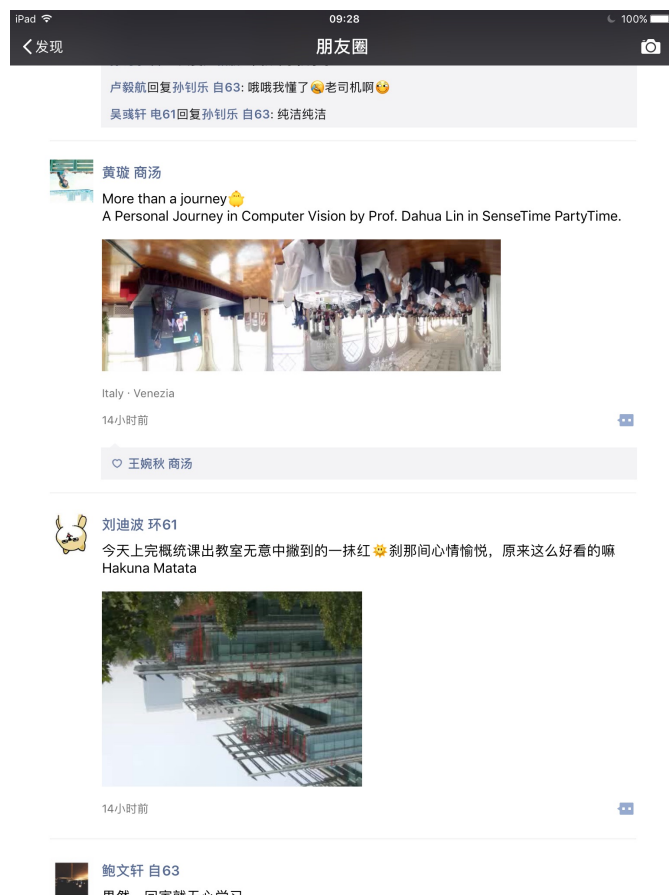 iPad 09:28 100%
发现 朋友圈
卢毅航回复孙钊乐 自63: 哦哦我懂了😪老司机啊😉
吴彧轩 电61回复孙钊乐 自63: 纯洁纯洁
黄璇 商汤
More than a journey🐥
A Personal Journey in Computer Vision by Prof. Dahua Lin in SenseTime PartyTime.
Italy · Venezia
14小时前
王婉秋 商汤
刘迪波 环61
今天上完概统课出教室无意中撇到的一抹红🌞刹那间心情愉悦，原来这么好看的嘛
Hakuna Matata
14小时前
鲍文轩 自63